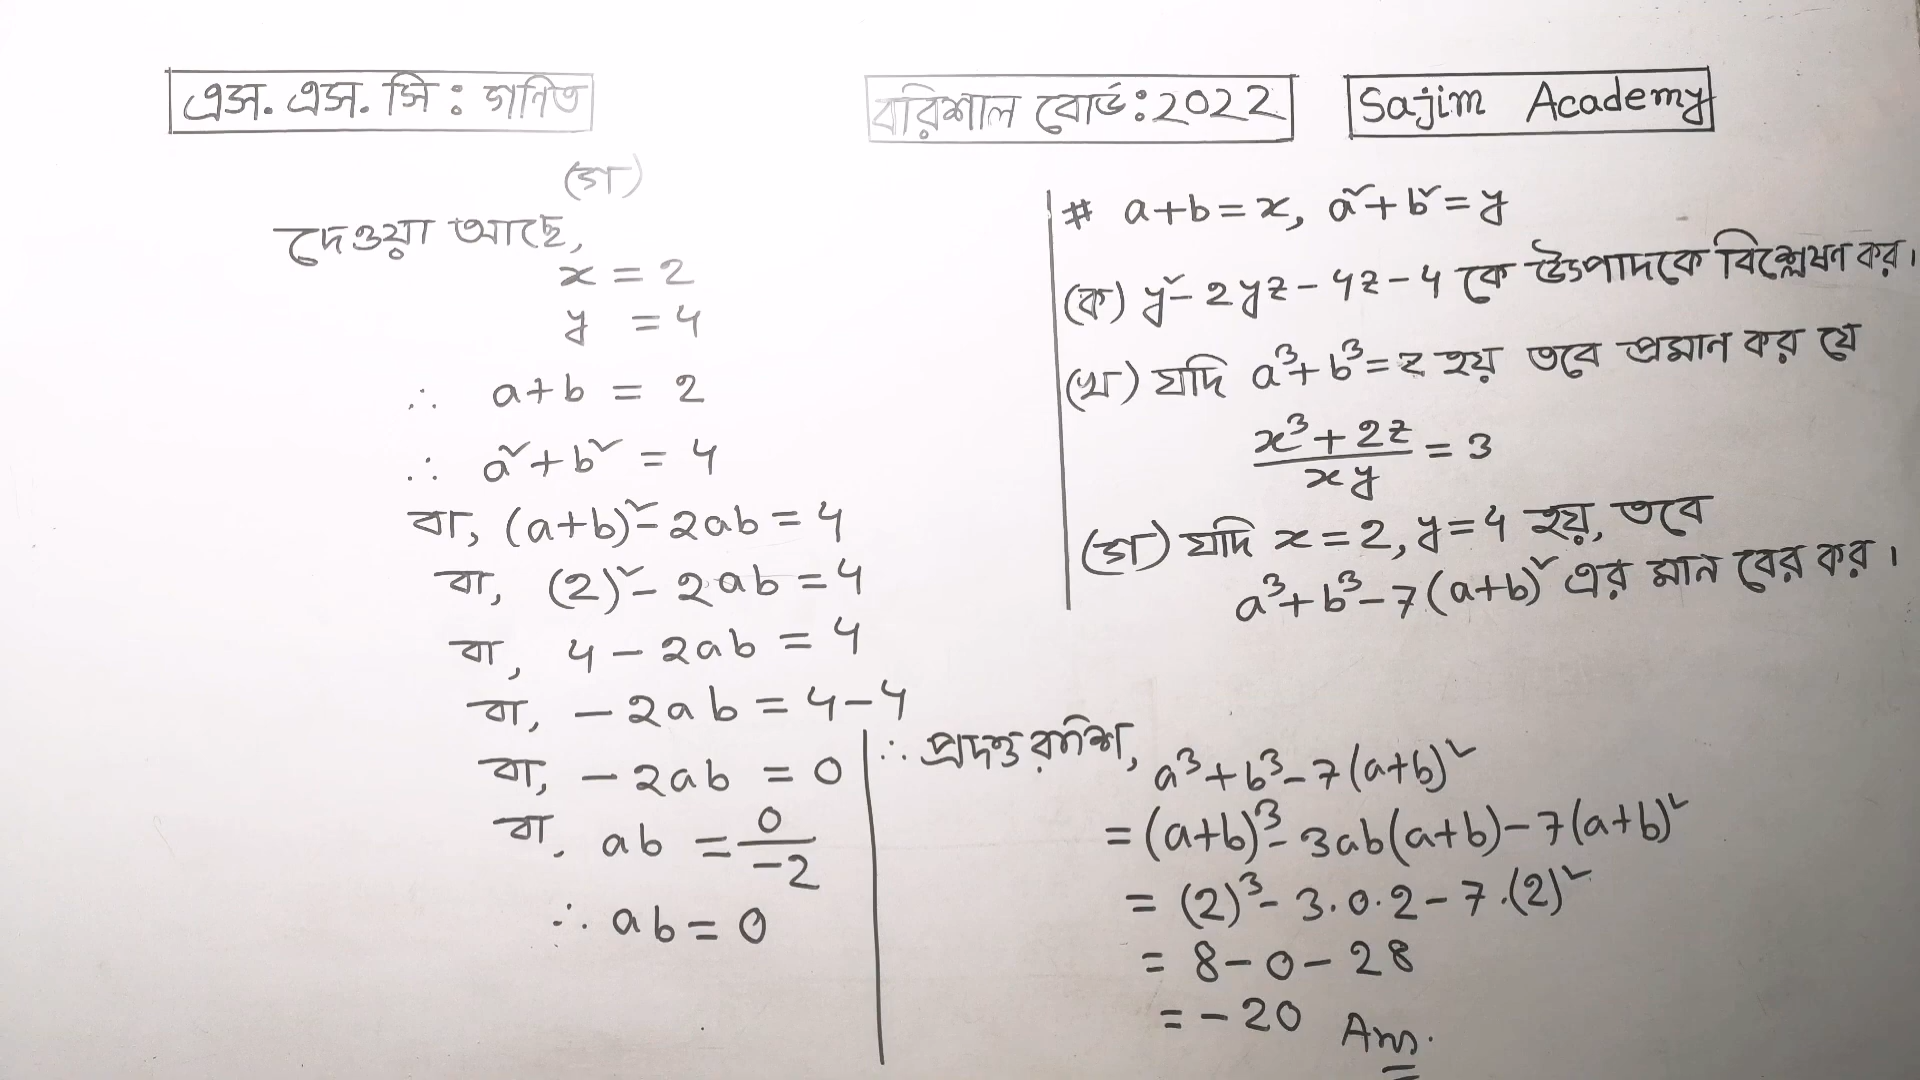 এস. এস. সি : গনিত
বরিশাল বোর্ড:২০22
Sajim Academy
# a+b=x, a²+b²=y
(ক) y²-2yz-4z-4 কে উৎপাদকে বিশ্লেষন কর।
(খ) যদি a³+b³=z হয় তবে প্রমান কর যে
x³+2z/xy = 3
(গ) যদি x=2, y=4 হয়, তবে
a³+b³-7(a+b)² এর মান বের কর।
(গ)
দেওয়া আছে,
x = 2
y = 4
∴ a+b = 2
∴ a²+b² = 4
বা, (a+b)²-2ab=4
বা, (2)²-2ab=4
বা, 4-2ab=4
বা, -2ab=4-4
বা, -2ab=0
বা, ab=0/-2
∴ ab=0
∴ প্রদত্ত রাশি,
a³+b³-7(a+b)²
=(a+b)³-3ab(a+b)-7(a+b)²
=(2)³-3.0.2-7.(2)²
=8-0-28
=-20 Ans.